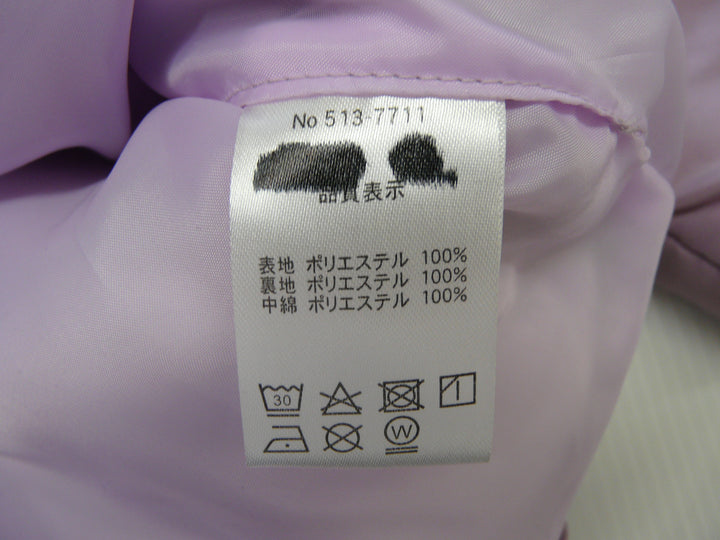 No 513-7711
品質表示
表地 ポリエステル 100%
裏地 ポリエステル 100%
中綿 ポリエステル 100%
30
W